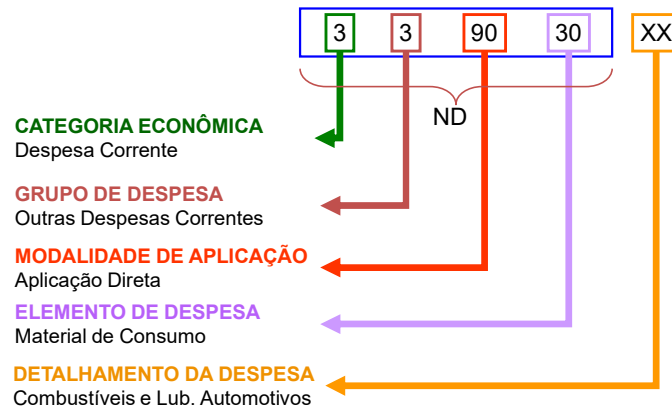 3 3 90 30 XX
ND
CATEGORIA ECONÔMICA
Despesa Corrente
GRUPO DE DESPESA
Outras Despesas Correntes
MODALIDADE DE APLICAÇÃO
Aplicação Direta
ELEMENTO DE DESPESA
Material de Consumo
DETALHAMENTO DA DESPESA
Combustíveis e Lub. Automotivos